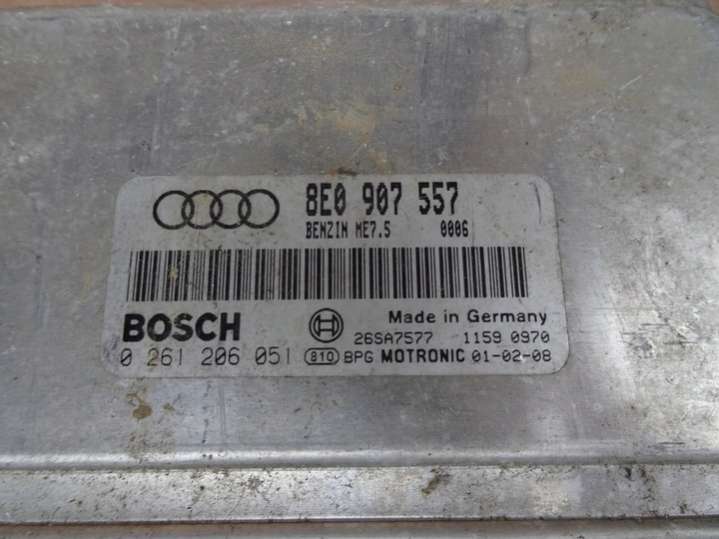 8E0 907 557
BENZIN ME7.5 0006
BOSCH Made in Germany
26SA7577 1159 0970
0 261 206 051 810 BPG MOTRONIC 01-02-08